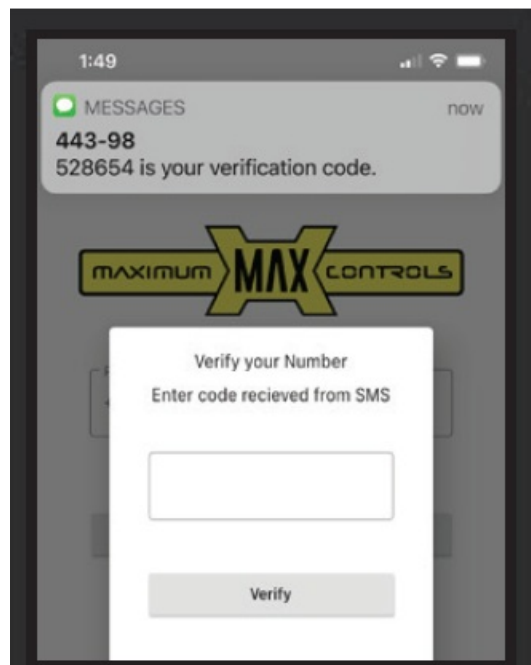 1:49
MESSAGES now
443-98
528654 is your verification code.
MAXIMUM MAX CONTROLS
Verify your Number
Enter code recieved from SMS
Verify